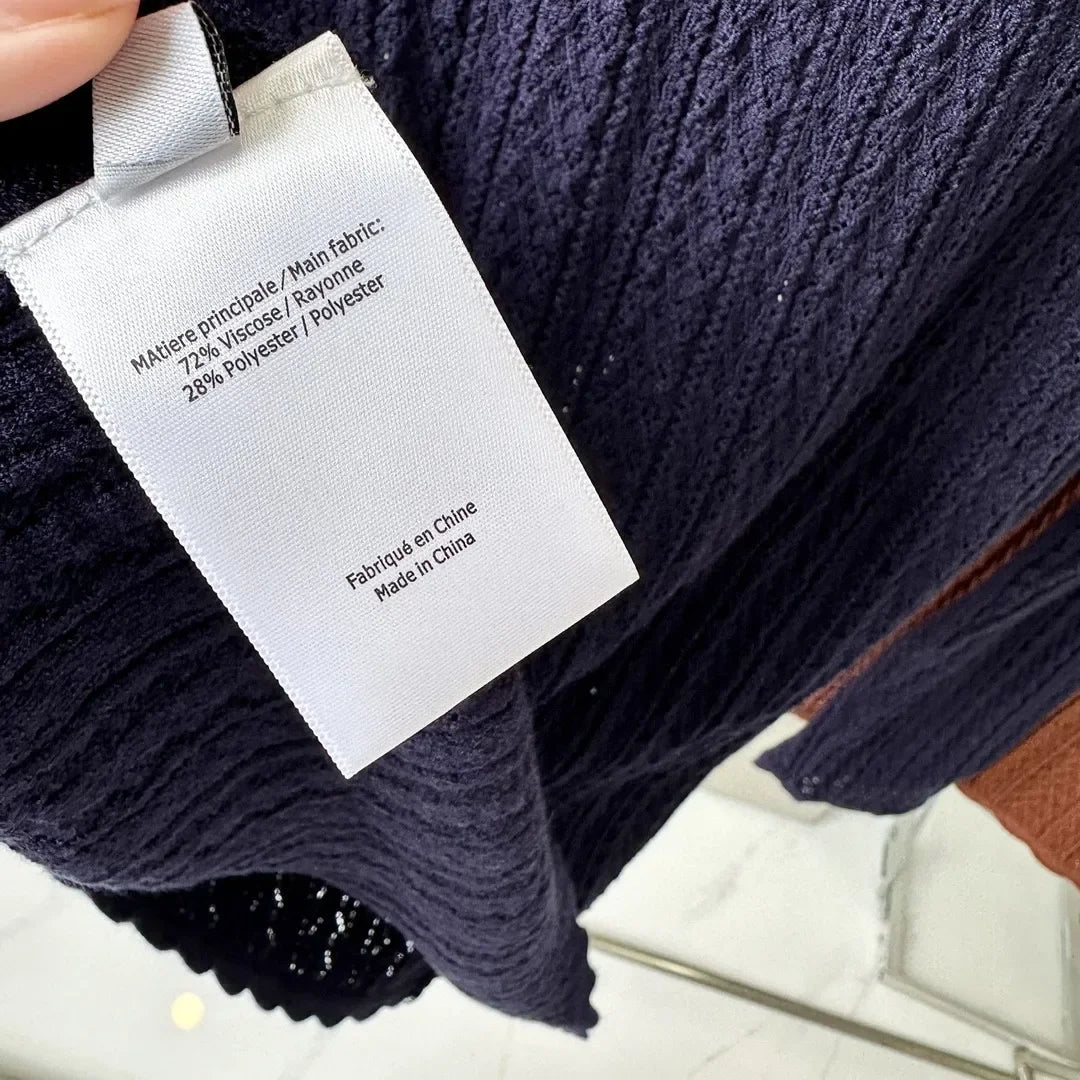 MAtiere principale / Main fabric:
72% Viscose / Rayonne
28% Polyester / Polyester
Fabriqué en Chine
Made in China